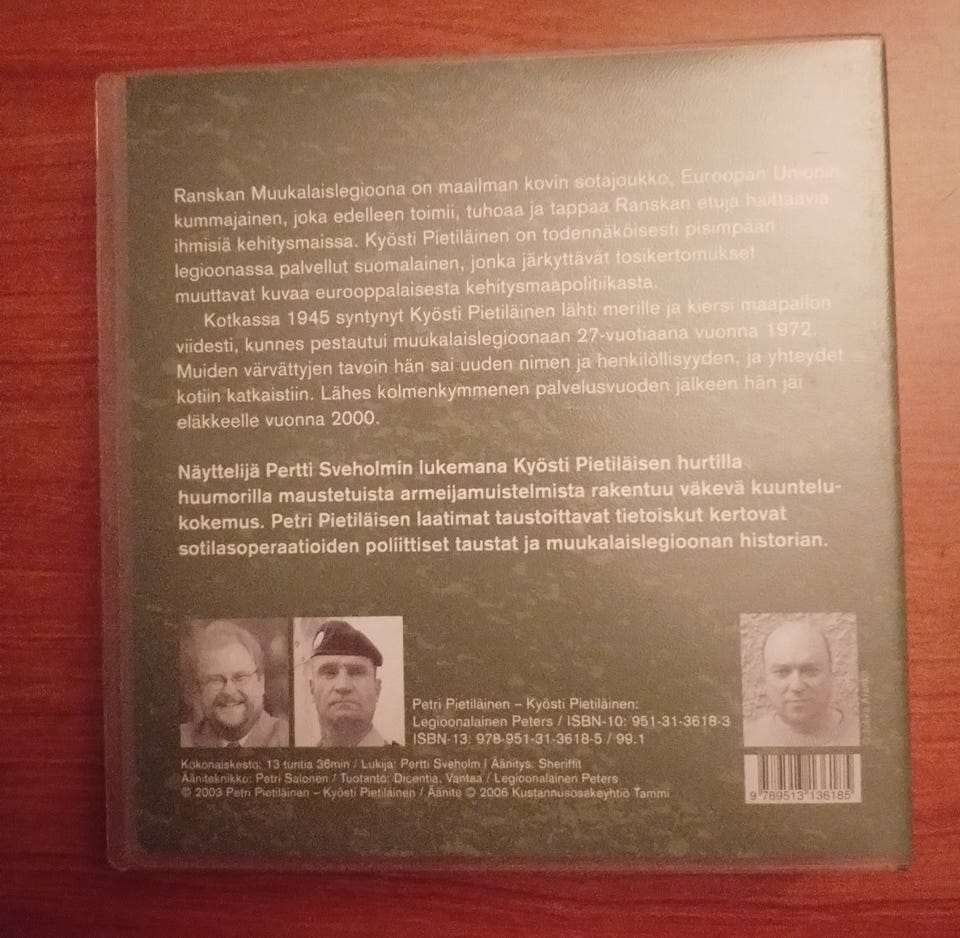 Ranskan Muukalaislegioona on maailman kovin sotajoukko, Euroopan Unionin
kummajainen, joka edelleen toimii, tuhoaa ja tappaa Ranskan etuja haittaavia
ihmisiä kehitysmaissa. Kyösti Pietiläinen on todennäköisesti pisimpään
legioonassa palvellut suomalainen, jonka järkyttävät tosikertomukset
muuttavat kuvaa eurooppalaisesta kehitysmaapolitiikasta.
Kotkassa 1945 syntynyt Kyösti Pietiläinen lähti merille ja kiersi maapallon
viidesti, kunnes pestautui muukalaislegioonaan 27-vuotiaana vuonna 1972.
Muiden värvättyjen tavoin hän sai uuden nimen ja henkilöllisyyden, ja yhteydet
kotiin katkaistiin. Lähes kolmenkymmenen palvelusvuoden jälkeen hän jäi
eläkkeelle vuonna 2000.
Näyttelijä Pertti Sveholmin lukemana Kyösti Pietiläisen hurtilla
huumorilla maustetuista armeijamuistelmista rakentuu väkevä kuuntelu-
kokemus. Petri Pietiläisen laatimat taustoittavat tietoiskut kertovat
sotilasoperaatioiden poliittiset taustat ja muukalaislegioonan historian.
Petri Pietiläinen – Kyösti Pietiläinen:
Legioonalainen Peters / ISBN-10: 951-31-3618-3
ISBN-13: 978-951-31-3618-5 / 99.1
Kokonaiskesto: 13 tuntia 36min / Lukija: Pertti Sveholm / Äänitys: Sheriffit
Ääniteknikko: Petri Salonen / Tuotanto: Dicentia, Vantaa / Legioonalainen Peters
© 2003 Petri Pietiläinen – Kyösti Pietiläinen / Äänite © 2006 Kustannusosakeyhtiö Tammi
9 789513 136185